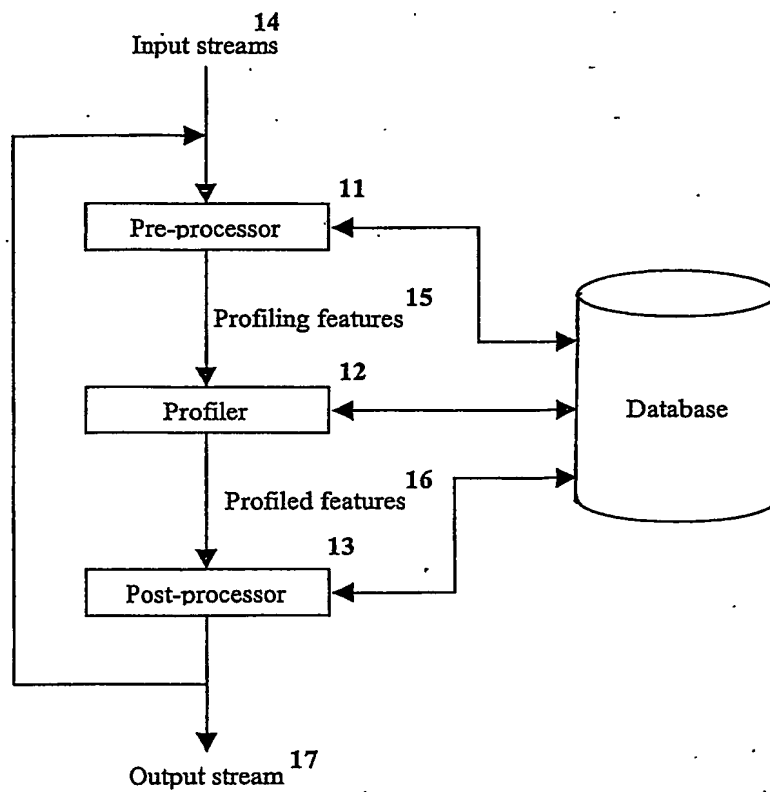 14
Input streams
11
Pre-processor
15
Profiling features
12
Profiler
Database
16
Profiled features
13
Post-processor
17
Output stream